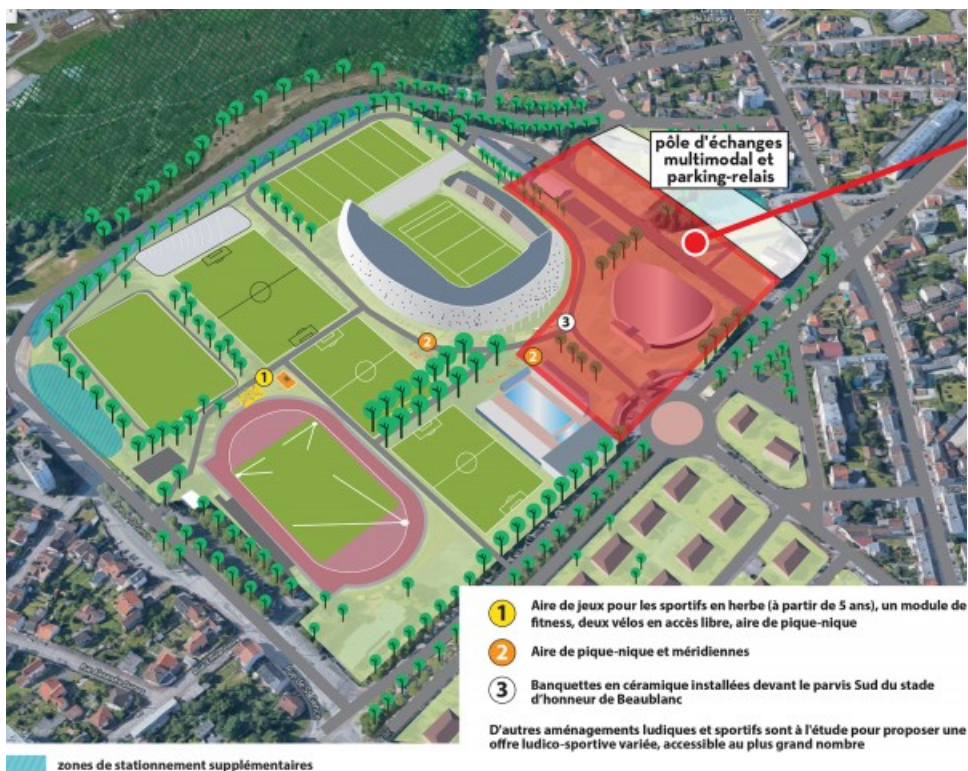 pôle d'échanges
multimodal et
parking-relais
3
2
2
1
1 Aire de jeux pour les sportifs en herbe (à partir de 5 ans), un module de
fitness, deux vélos en accès libre, aire de pique-nique
2 Aire de pique-nique et méridiennes
3 Banquettes en céramique installées devant le parvis Sud du stade
d'honneur de Beaublanc
D'autres aménagements ludiques et sportifs sont à l'étude pour proposer une
offre ludico-sportive variée, accessible au plus grand nombre
zones de stationnement supplémentaires